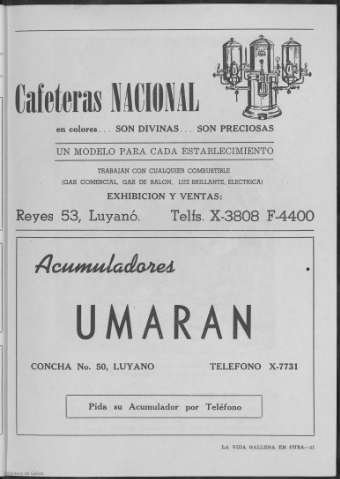 Cafeteras NACIONAL
en colores... SON DIVINAS... SON PRECIOSAS
UN MODELO PARA CADA ESTABLECIMIENTO
TRABAJAN CON CUALQUIER COMBUSTIBLE
(GAS COMERCIAL, GAS DE BALON, LUZ BRILLANTE, ELECTRICA)
EXHIBICION Y VENTAS:
Reyes 53, Luyanó. Telfs. X-3808 F-4400
Acumuladores
UMARAN
CONCHA No. 50, LUYANO TELEFONO X-7731
Pida su Acumulador por Teléfono
LA VIDA GALLEGA EN CUBA